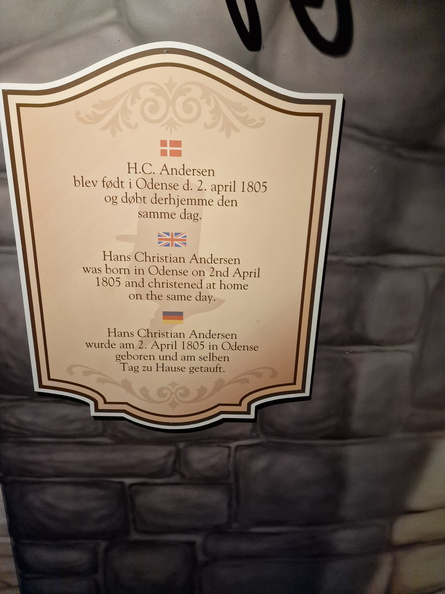 H.C. Andersen
blev født i Odense d. 2. april 1805
og døbt derhjemme den
samme dag.
Hans Christian Andersen
was born in Odense on 2nd April
1805 and christened at home
on the same day.
Hans Christian Andersen
wurde am 2. April 1805 in Odense
geboren und am selben
Tag zu Hause getauft.